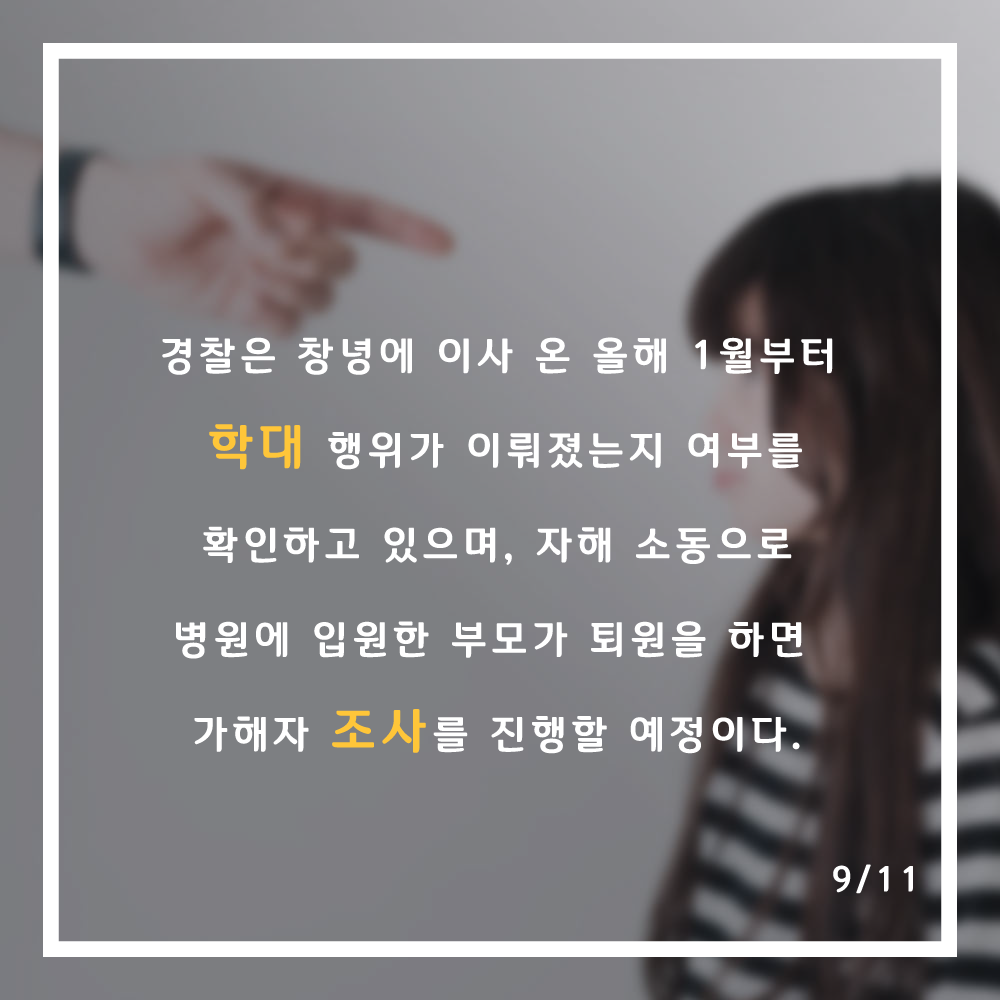 경찰은 창녕에 이사 온 올해 1월부터
학대 행위가 이뤄졌는지 여부를
확인하고 있으며, 자해 소동으로
병원에 입원한 부모가 퇴원을 하면
가해자 조사를 진행할 예정이다.
9/11